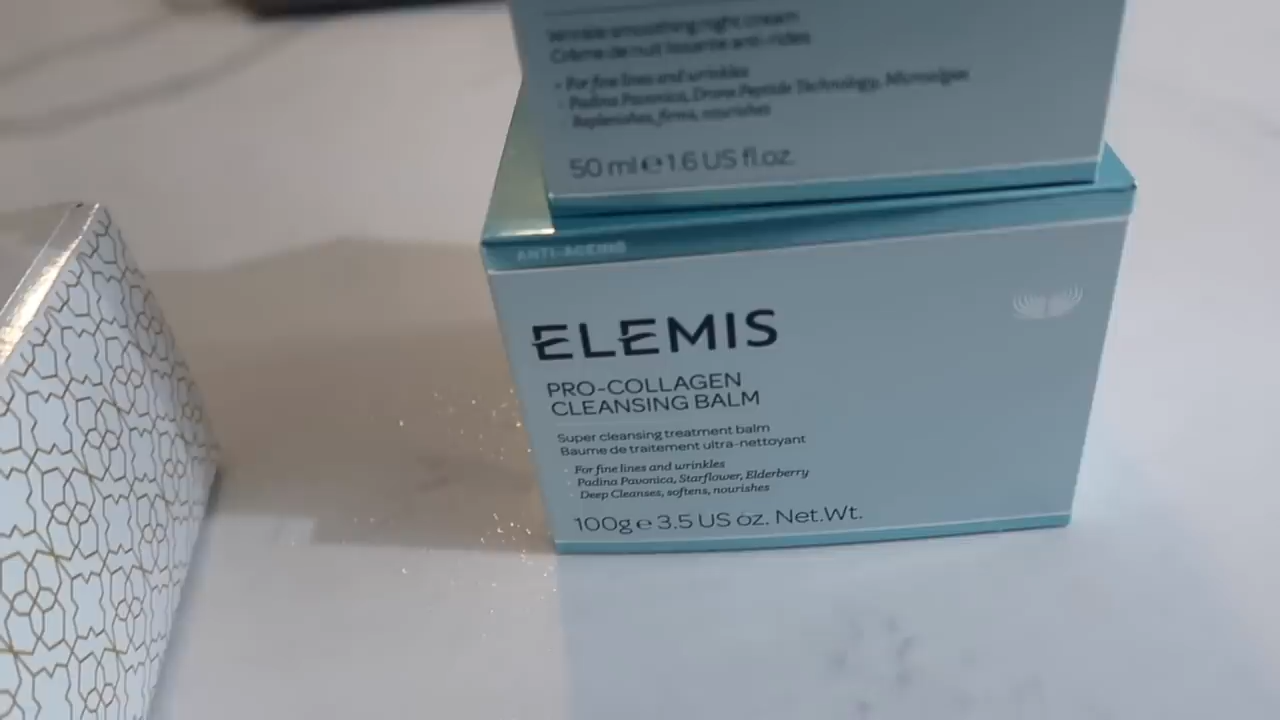 Wrinkle smoothing night cream
Crème de nuit lissante anti-rides
• For fine lines and wrinkles
• Padina Pavonica, Drone Peptide Technology, Microalgae
Replenishes, firms, nourishes
50 ml e 1.6 US fl.oz.
ANTI-AGEING
ELEMIS
PRO-COLLAGEN
CLEANSING BALM
Super cleansing treatment balm
Baume de traitement ultra-nettoyant
• For fine lines and wrinkles
• Padina Pavonica, Starflower, Elderberry
• Deep Cleanses, softens, nourishes
100g e 3.5 US oz. Net.Wt.